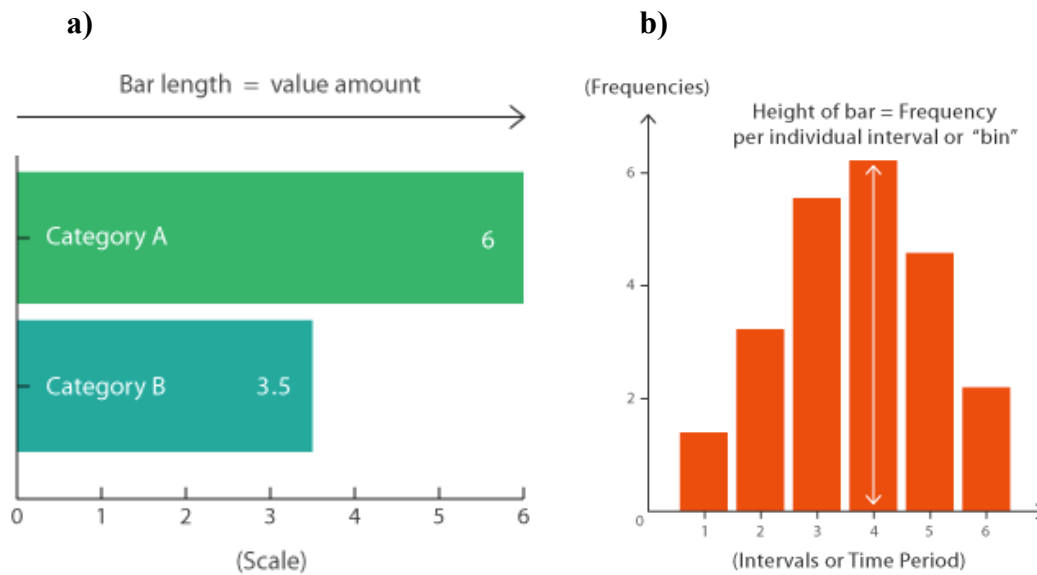 a)
Bar length = value amount
Category A
6
Category B
3.5
0 1 2 3 4 5 6
(Scale)
b)
(Frequencies)
Height of bar = Frequency
per individual interval or “bin”
6
4
2
0
1 2 3 4 5 6
(Intervals or Time Period)